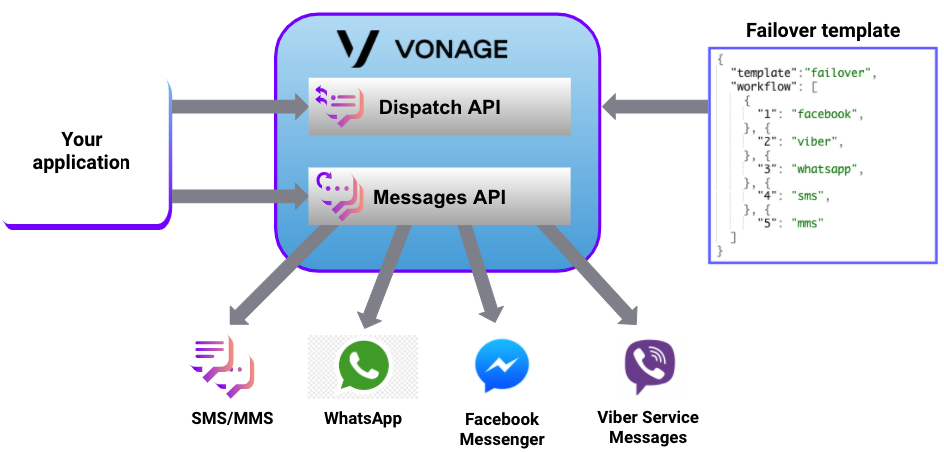 VONAGE
Failover template
Your
application
Dispatch API
Messages API
{
"template":"failover",
"workflow": [
{
"1": "facebook",
}, {
"2": "viber",
}, {
"3": "whatsapp",
}, {
"4": "sms",
}, {
"5": "mms"
]
}
SMS/MMS
WhatsApp
Facebook
Messenger
Viber Service
Messages